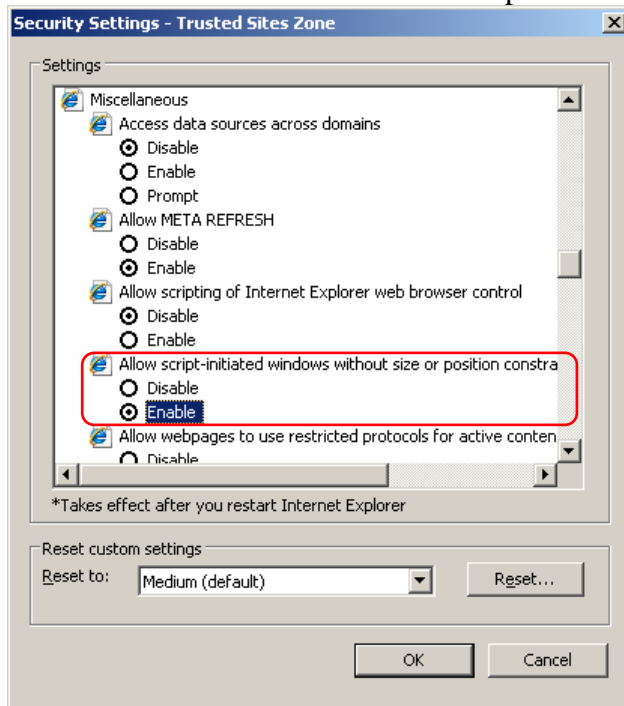 Security Settings - Trusted Sites Zone
Settings
Miscellaneous
Access data sources across domains
Disable
Enable
Prompt
Allow META REFRESH
Disable
Enable
Allow scripting of Internet Explorer web browser control
Disable
Enable
Allow script-initiated windows without size or position constra
Disable
Enable
Allow webpages to use restricted protocols for active conten
Disable
*Takes effect after you restart Internet Explorer
Reset custom settings
Reset to: Medium (default) Reset...
OK Cancel